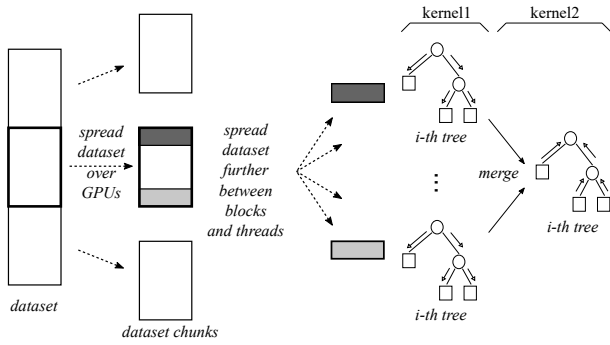 kernel1
kernel2
spread
dataset
over
GPUs
spread
dataset
further
between
blocks
and threads
i-th tree
merge
i-th tree
i-th tree
dataset
dataset chunks